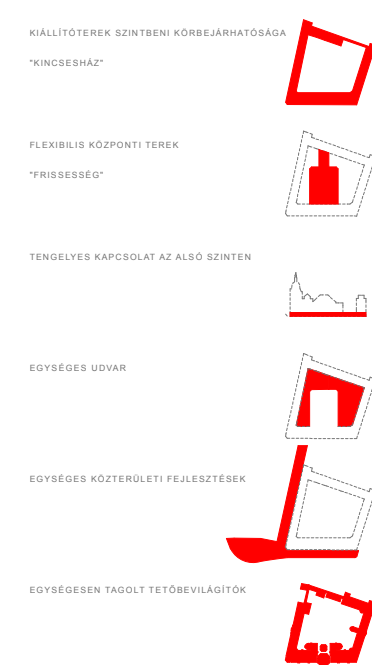 KIÁLLÍTÓTEREK SZINTBENI KÖRBEJÁRHATÓSÁGA
"KINCSESHÁZ"
FLEXIBILIS KÖZPONTI TEREK
"FRISSESSÉG"
TENGELYES KAPCSOLAT AZ ALSÓ SZINTEN
EGYSÉGES UDVAR
EGYSÉGES KÖZTERÜLETI FEJLESZTÉSEK
EGYSÉGESEN TAGOLT TETŐBEVILÁGÍTÓK